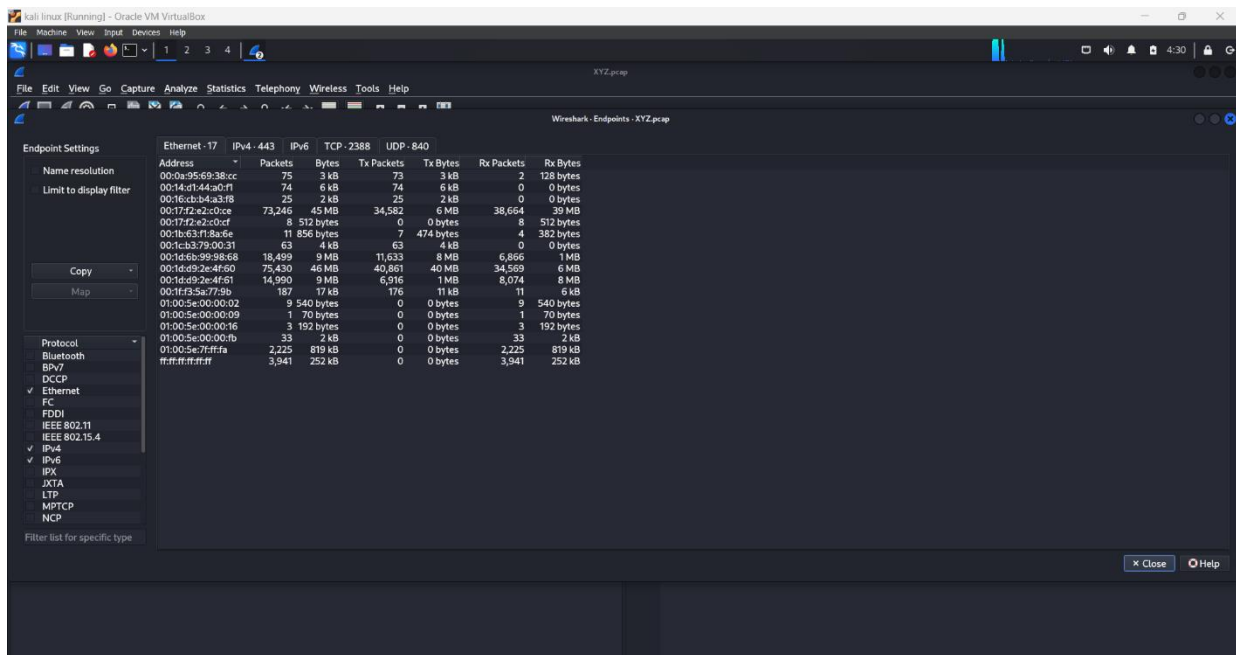 kali linux [Running] - Oracle VM VirtualBox
File Machine View Input Devices Help
1 2 3 4 4:30
XYZ.pcap
File Edit View Go Capture Analyze Statistics Telephony Wireless Tools Help
Wireshark · Endpoints · XYZ.pcap
Endpoint Settings
Name resolution
Limit to display filter
Copy
Map
Protocol
Bluetooth
BPv7
DCCP
Ethernet
FC
FDDI
IEEE 802.11
IEEE 802.15.4
IPv4
IPv6
IPX
JXTA
LTP
MPTCP
NCP
Filter list for specific type
Ethernet · 17 IPv4 · 443 IPv6 TCP · 2388 UDP · 840
Address Packets Bytes Tx Packets Tx Bytes Rx Packets Rx Bytes
00:0a:95:69:38:cc 75 3 kB 73 3 kB 2 128 bytes
00:14:d1:44:a0:f1 74 6 kB 74 6 kB 0 0 bytes
00:16:cb:b4:a3:f8 25 2 kB 25 2 kB 0 0 bytes
00:17:f2:e2:c0:ce 73,246 45 MB 34,582 6 MB 38,664 39 MB
00:17:f2:e2:c0:cf 8 512 bytes 0 0 bytes 8 512 bytes
00:1b:63:f1:8a:6e 11 856 bytes 7 474 bytes 4 382 bytes
00:1c:b3:79:00:31 63 4 kB 63 4 kB 0 0 bytes
00:1d:6b:99:98:68 18,499 9 MB 11,633 8 MB 6,866 1 MB
00:1d:d9:2e:4f:60 75,430 46 MB 40,861 40 MB 34,569 6 MB
00:1d:d9:2e:4f:61 14,990 9 MB 6,916 1 MB 8,074 8 MB
00:1f:f3:5a:77:9b 187 17 kB 176 11 kB 11 6 kB
01:00:5e:00:00:02 9 540 bytes 0 0 bytes 9 540 bytes
01:00:5e:00:00:09 1 70 bytes 0 0 bytes 1 70 bytes
01:00:5e:00:00:16 3 192 bytes 0 0 bytes 3 192 bytes
01:00:5e:00:00:fb 33 2 kB 0 0 bytes 33 2 kB
01:00:5e:7f:ff:fa 2,225 819 kB 0 0 bytes 2,225 819 kB
ff:ff:ff:ff:ff:ff 3,941 252 kB 0 0 bytes 3,941 252 kB
Close Help